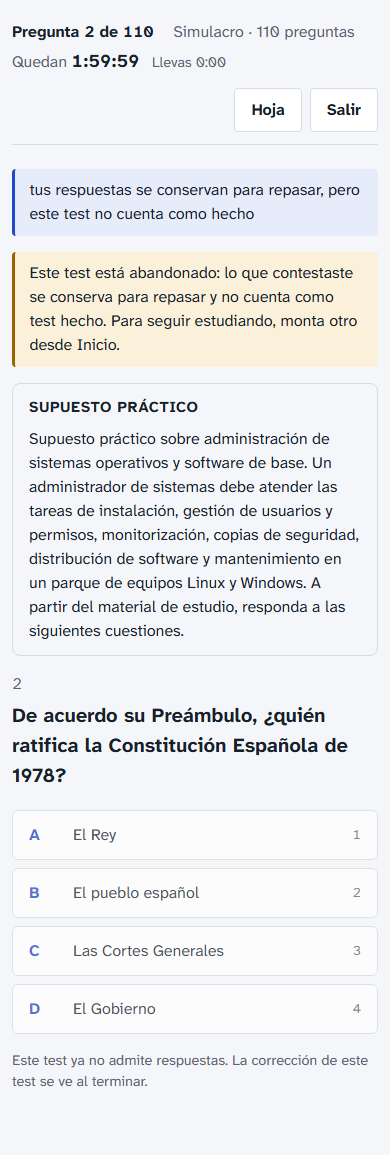 Pregunta 2 de 110 Simulacro · 110 preguntas
Quedan 1:59:59 Llevas 0:00
Hoja Salir
tus respuestas se conservan para repasar, pero
este test no cuenta como hecho
Este test está abandonado: lo que contestaste
se conserva para repasar y no cuenta como
test hecho. Para seguir estudiando, monta otro
desde Inicio.
SUPUESTO PRÁCTICO
Supuesto práctico sobre administración de
sistemas operativos y software de base. Un
administrador de sistemas debe atender las
tareas de instalación, gestión de usuarios y
permisos, monitorización, copias de seguridad,
distribución de software y mantenimiento en
un parque de equipos Linux y Windows. A
partir del material de estudio, responda a las
siguientes cuestiones.
2
De acuerdo su Preámbulo, ¿quién
ratifica la Constitución Española de
1978?
A El Rey 1
B El pueblo español 2
C Las Cortes Generales 3
D El Gobierno 4
Este test ya no admite respuestas. La corrección de este
test se ve al terminar.